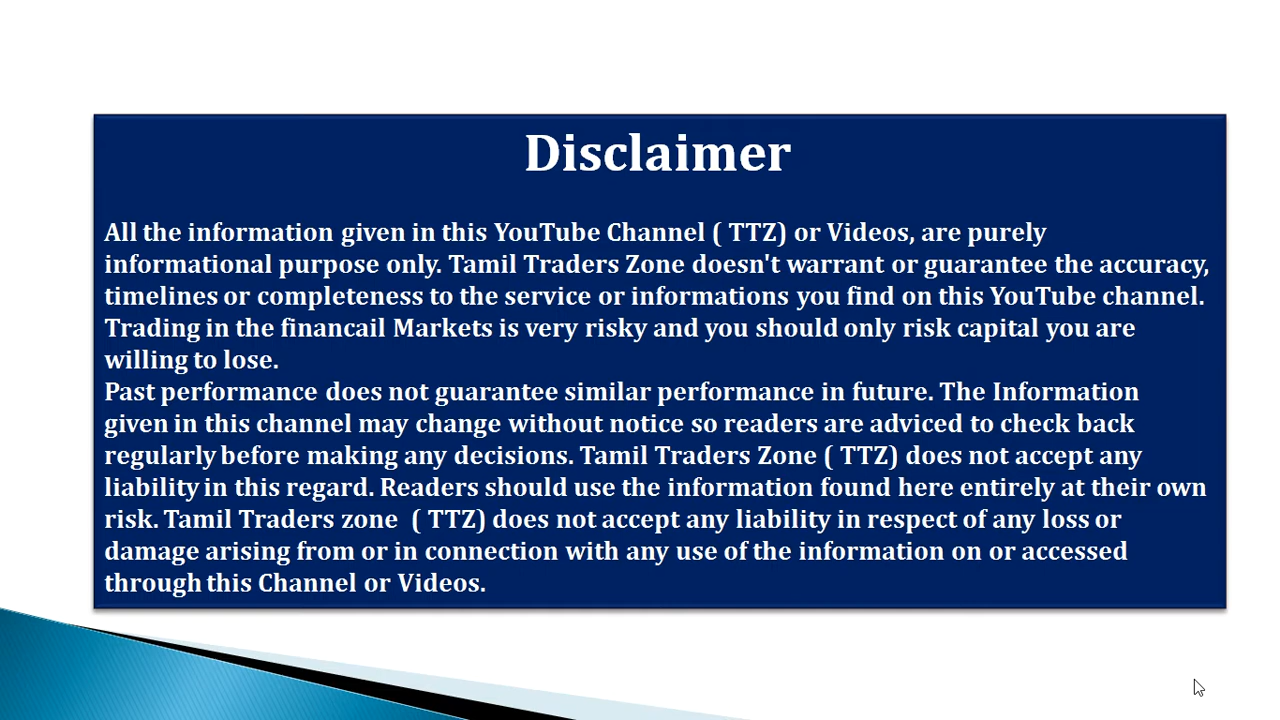 Disclaimer
All the information given in this YouTube Channel ( TTZ) or Videos, are purely
informational purpose only. Tamil Traders Zone doesn't warrant or guarantee the accuracy,
timelines or completeness to the service or informations you find on this YouTube channel.
Trading in the financail Markets is very risky and you should only risk capital you are
willing to lose.
Past performance does not guarantee similar performance in future. The Information
given in this channel may change without notice so readers are adviced to check back
regularly before making any decisions. Tamil Traders Zone ( TTZ) does not accept any
liability in this regard. Readers should use the information found here entirely at their own
risk. Tamil Traders zone  ( TTZ) does not accept any liability in respect of any loss or
damage arising from or in connection with any use of the information on or accessed
through this Channel or Videos.